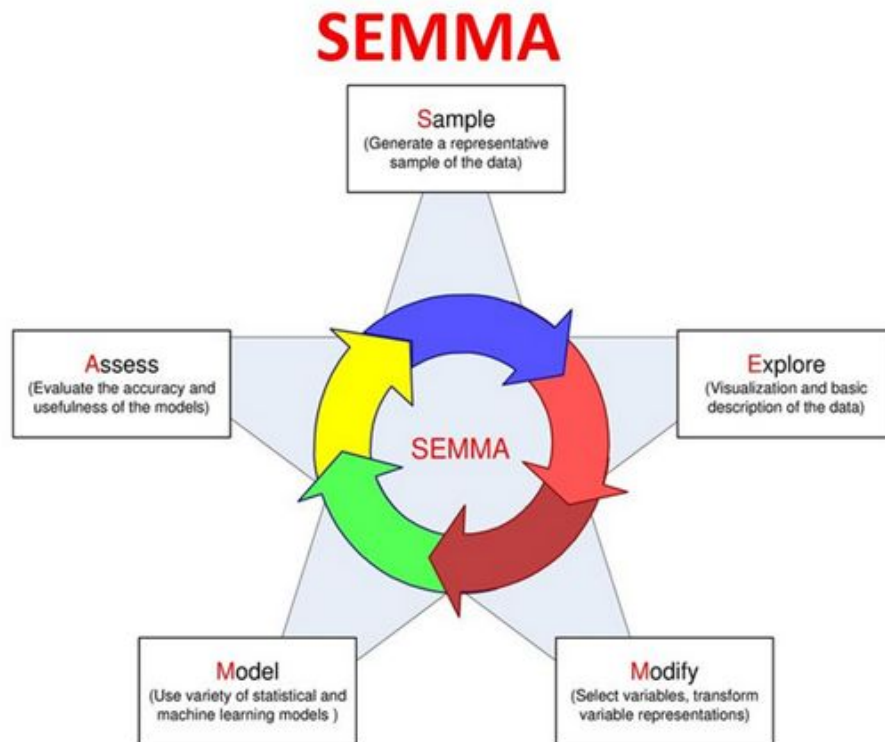 SEMMA
Sample
(Generate a representative
sample of the data)
Assess
(Evaluate the accuracy and
usefulness of the models)
Explore
(Visualization and basic
description of the data)
SEMMA
Model
(Use variety of statistical and
machine learning models )
Modify
(Select variables, transform
variable representations)